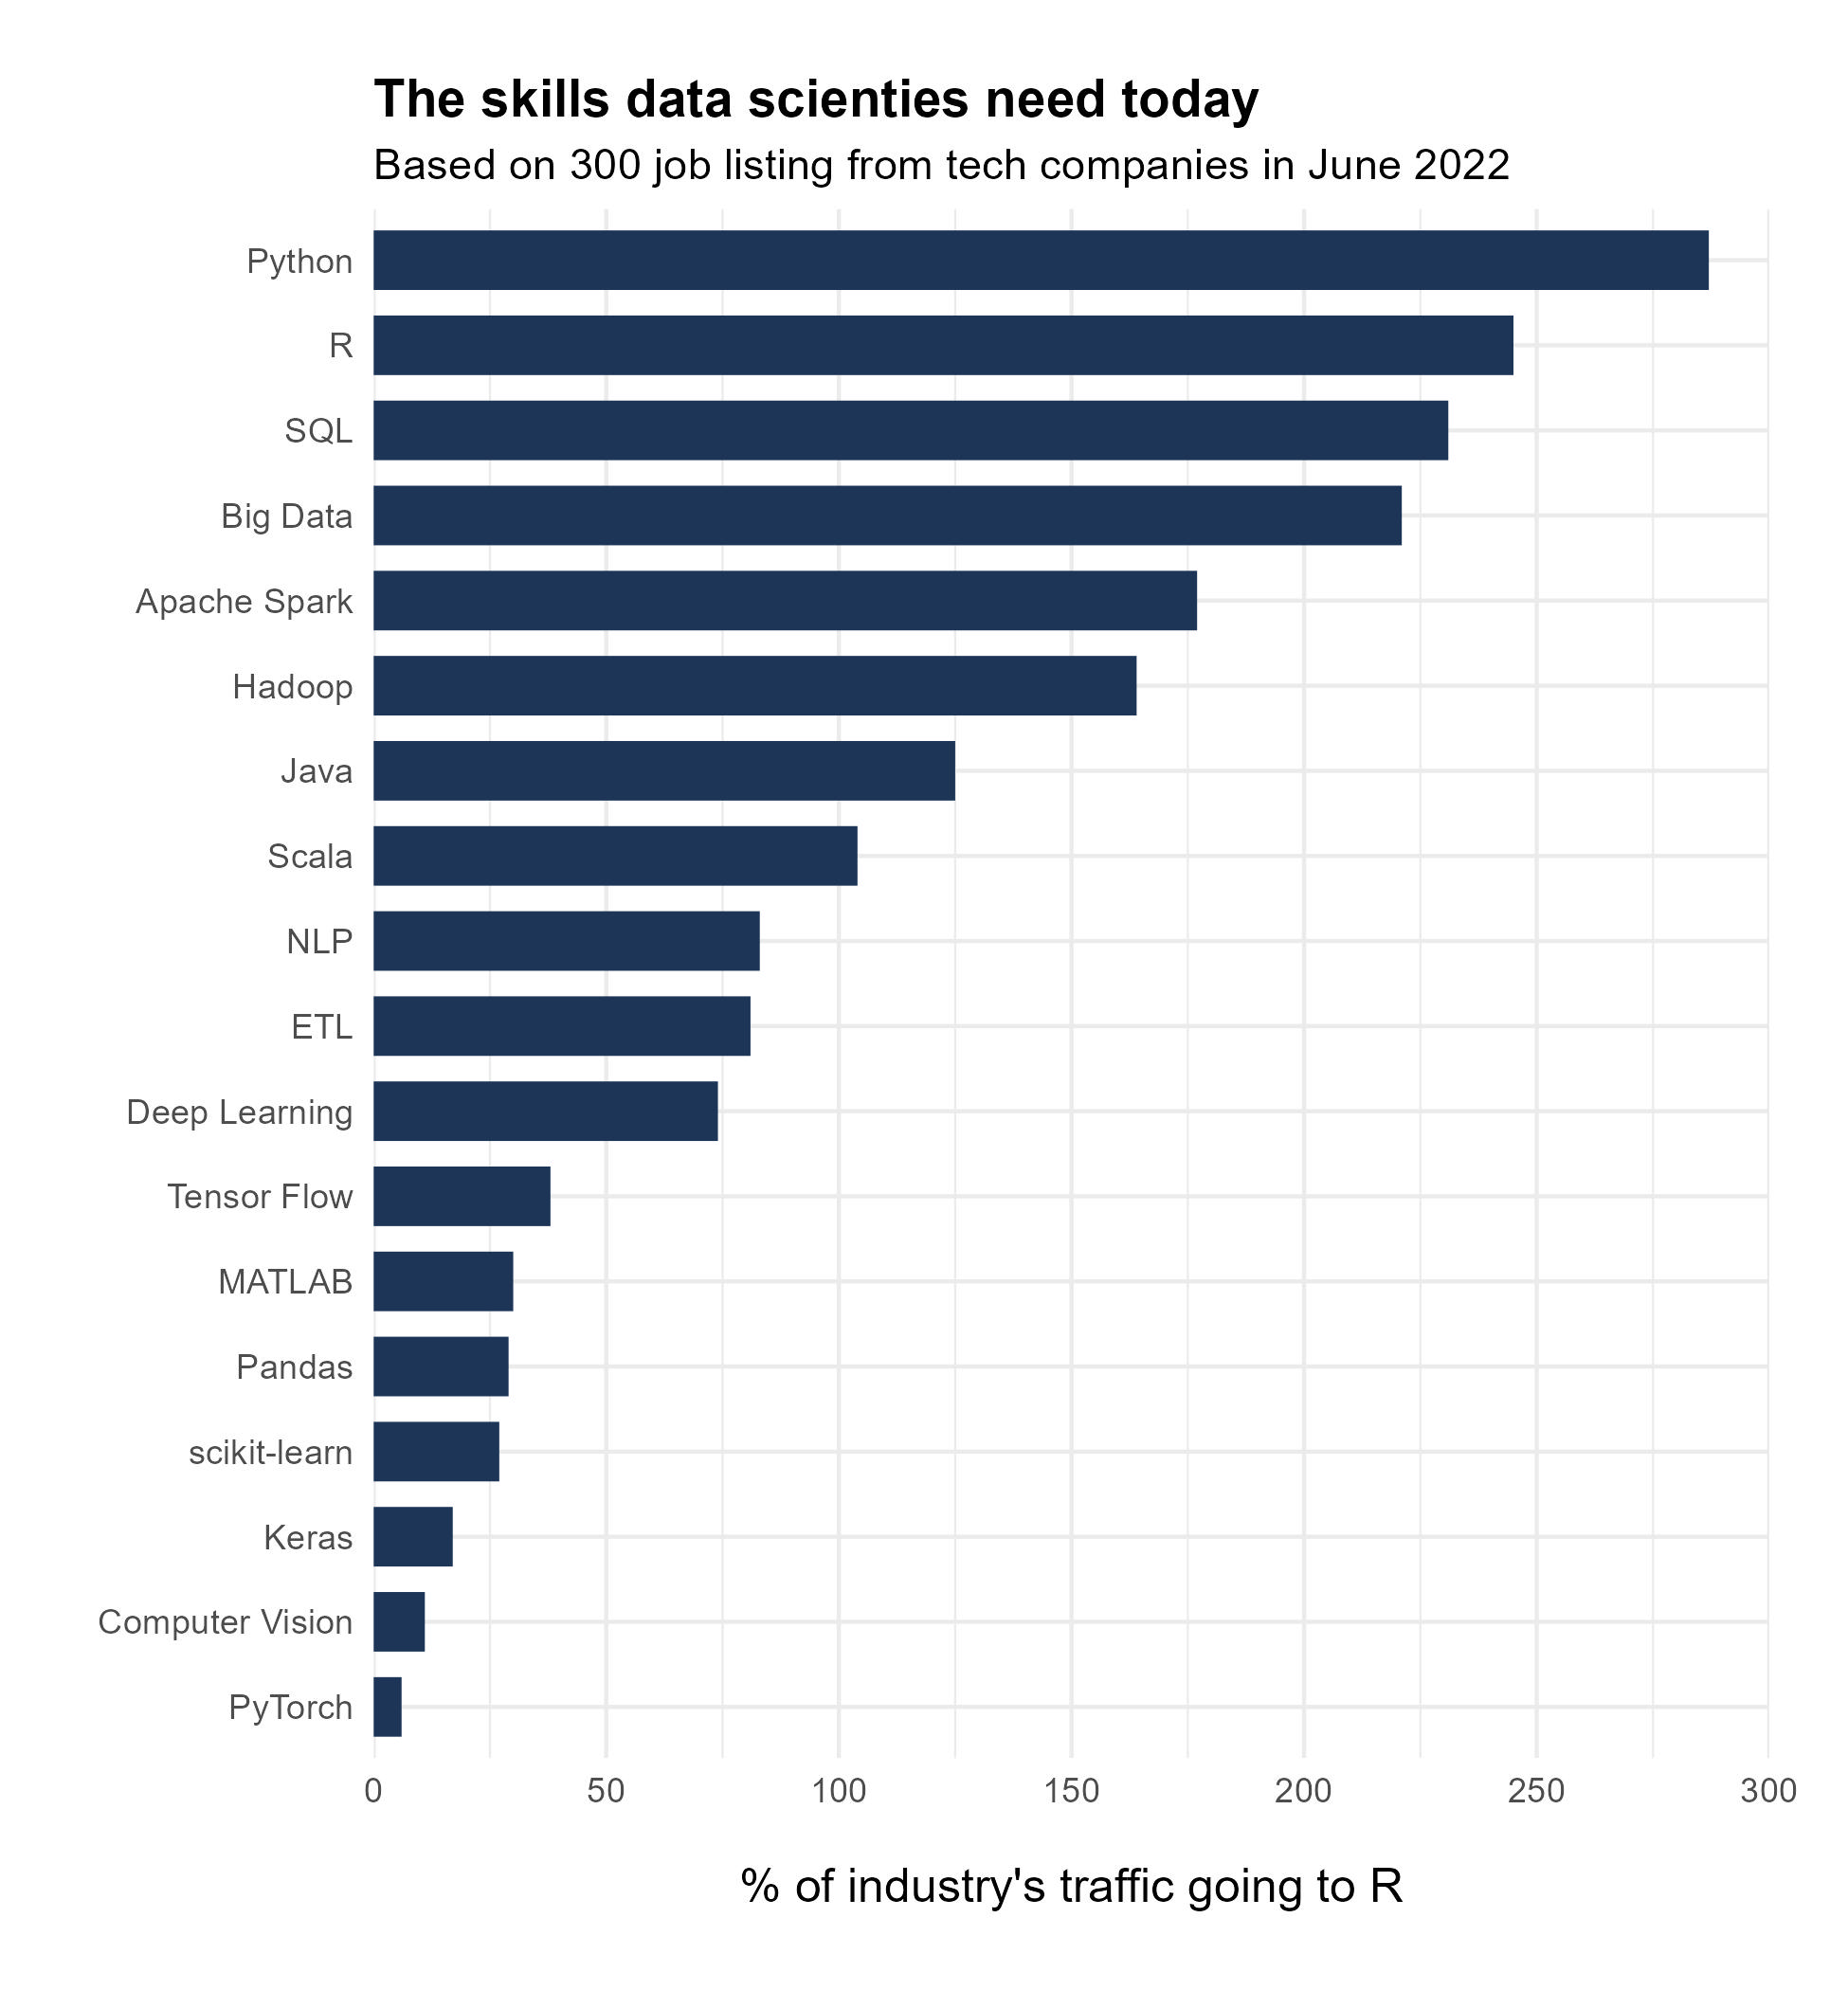 The skills data scienties need today
Based on 300 job listing from tech companies in June 2022
Python
R
SQL
Big Data
Apache Spark
Hadoop
Java
Scala
NLP
ETL
Deep Learning
Tensor Flow
MATLAB
Pandas
scikit-learn
Keras
Computer Vision
PyTorch
0 50 100 150 200 250 300
% of industry's traffic going to R